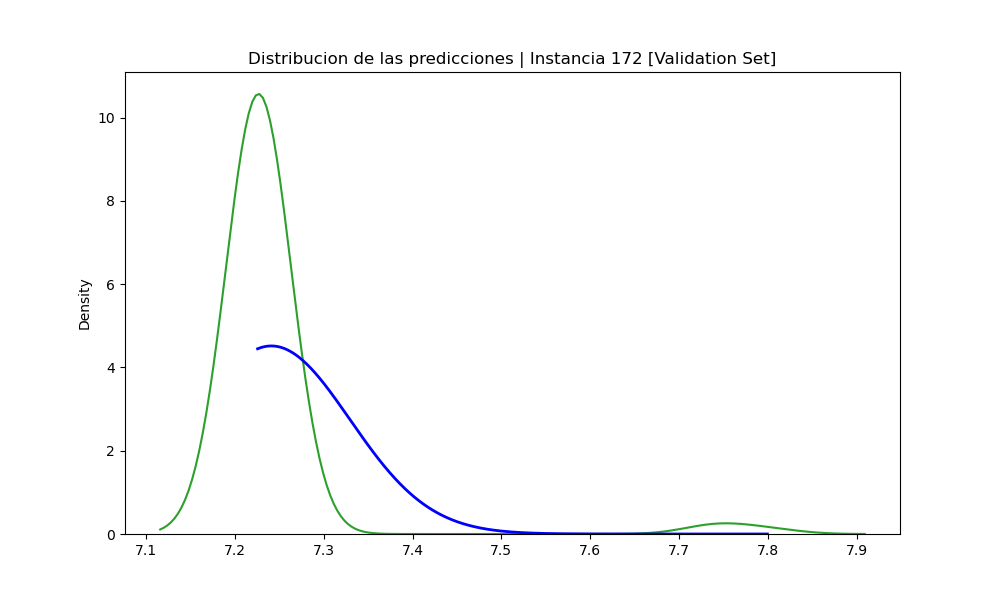 Distribucion de las predicciones | Instancia 172 [Validation Set]
Density
10
8
6
4
2
0
7.1 7.2 7.3 7.4 7.5 7.6 7.7 7.8 7.9